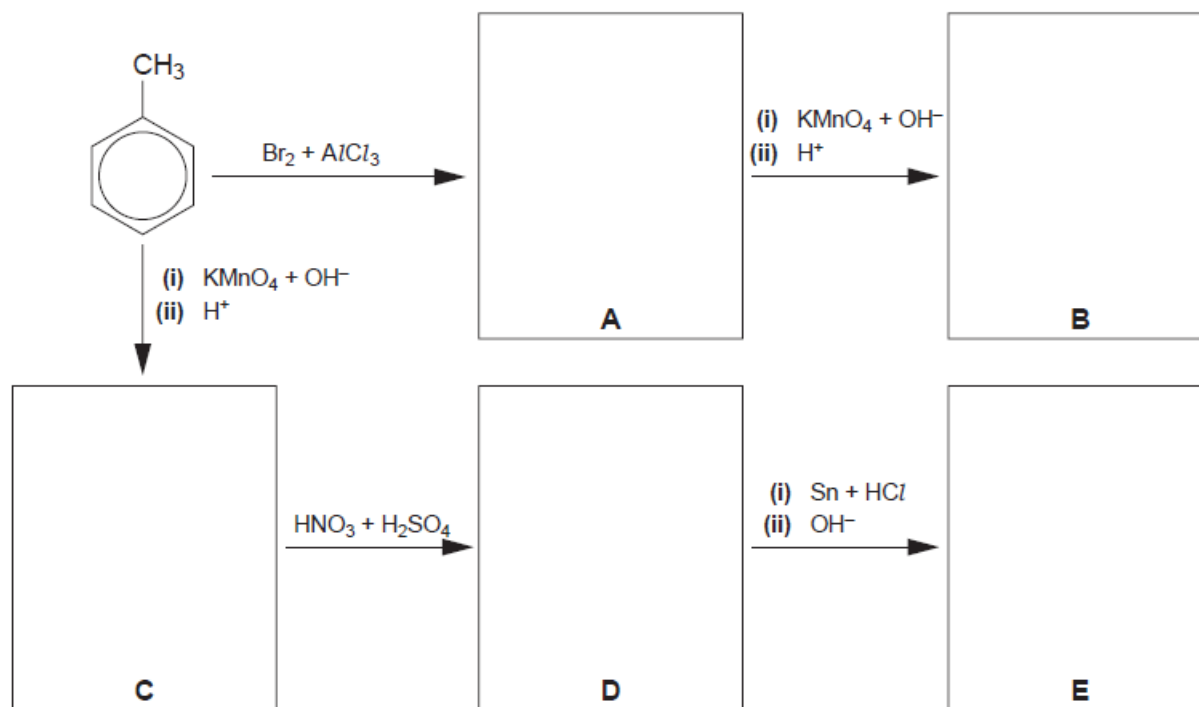 CH₃
Br₂ + AlCl₃
(i) KMnO₄ + OH⁻
(ii) H⁺
A
B
(i) KMnO₄ + OH⁻
(ii) H⁺
HNO₃ + H₂SO₄
(i) Sn + HCl
(ii) OH⁻
C
D
E